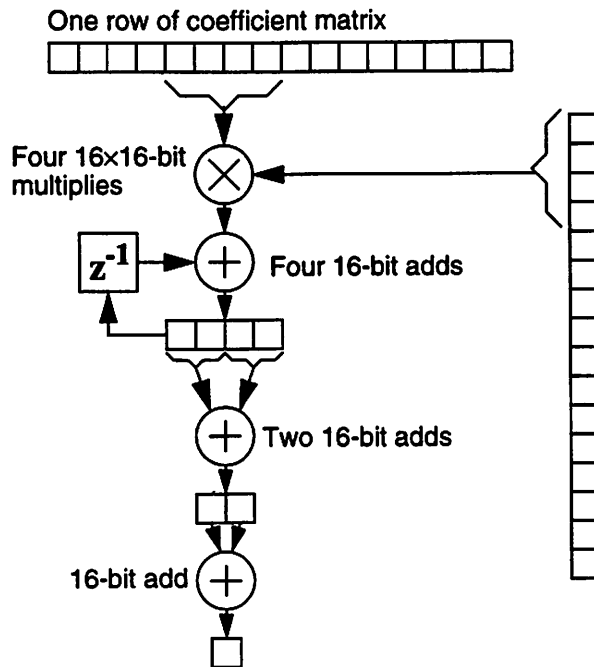 One row of coefficient matrix
Four 16×16-bit
multiplies
z-1
Four 16-bit adds
Two 16-bit adds
16-bit add